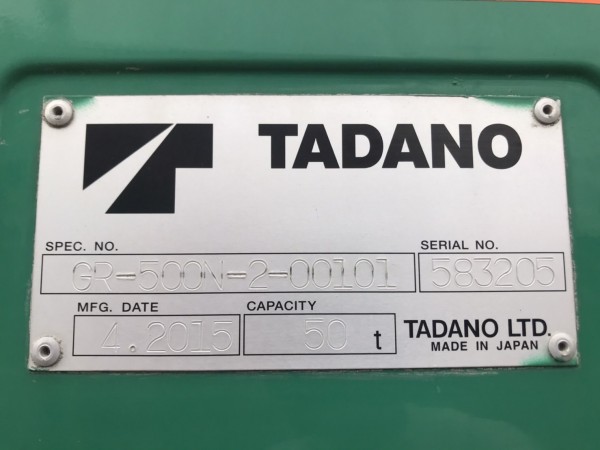 TADANO
SPEC. NO. SERIAL NO.
GR-500N-2-00101 583205
MFG. DATE CAPACITY
4.2015 50 t TADANO LTD.
MADE IN JAPAN